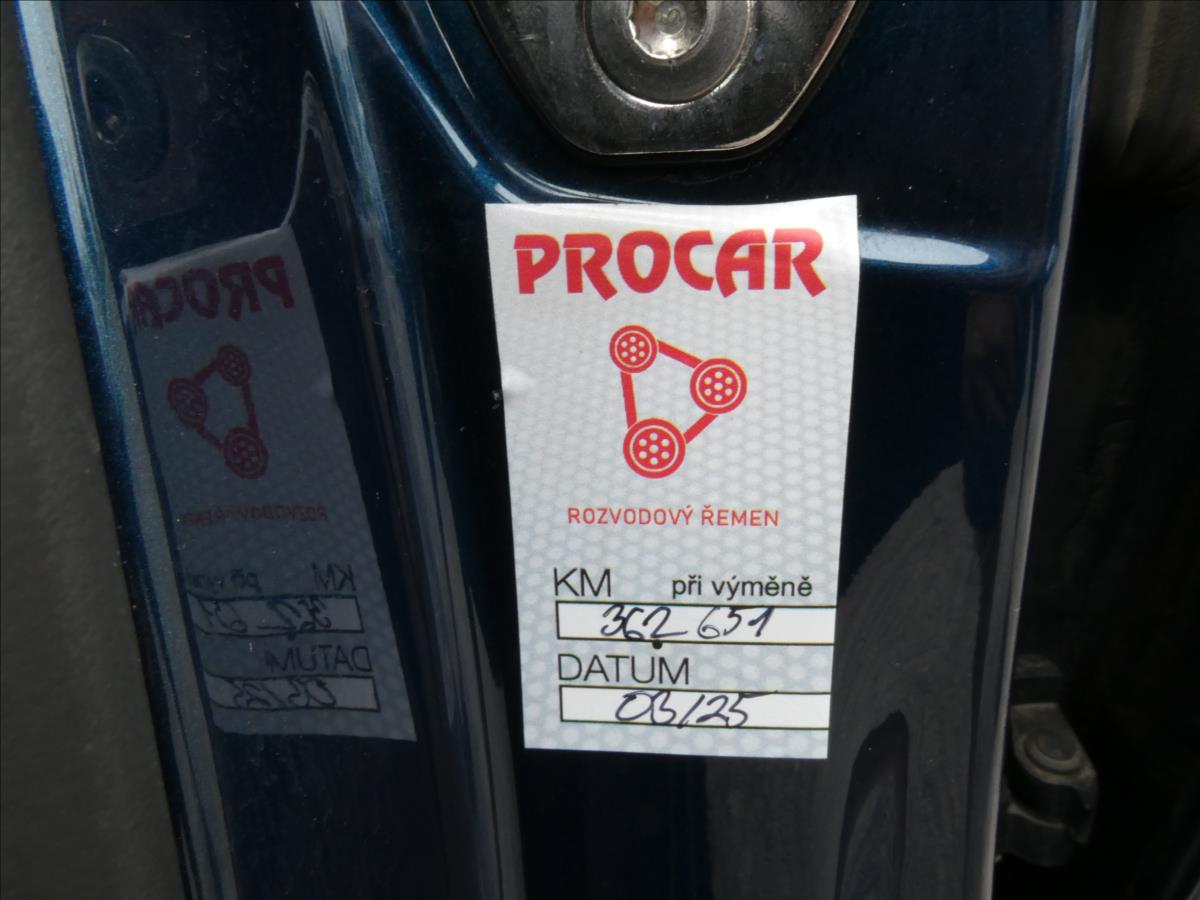 PROCAR
ROZVODOVÝ ŘEMEN
KM při výměně
362 651
DATUM
03/25